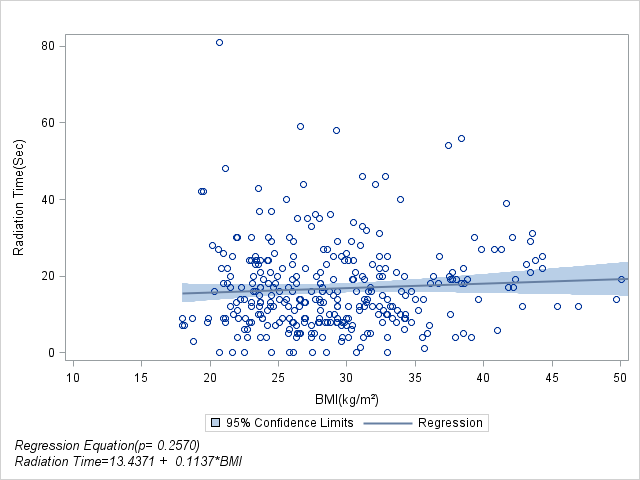 80
60
40
20
0
Radiation Time(Sec)
10 15 20 25 30 35 40 45 50
BMI(kg/m²)
95% Confidence Limits Regression
Regression Equation(p= 0.2570)
Radiation Time=13.4371 + 0.1137*BMI